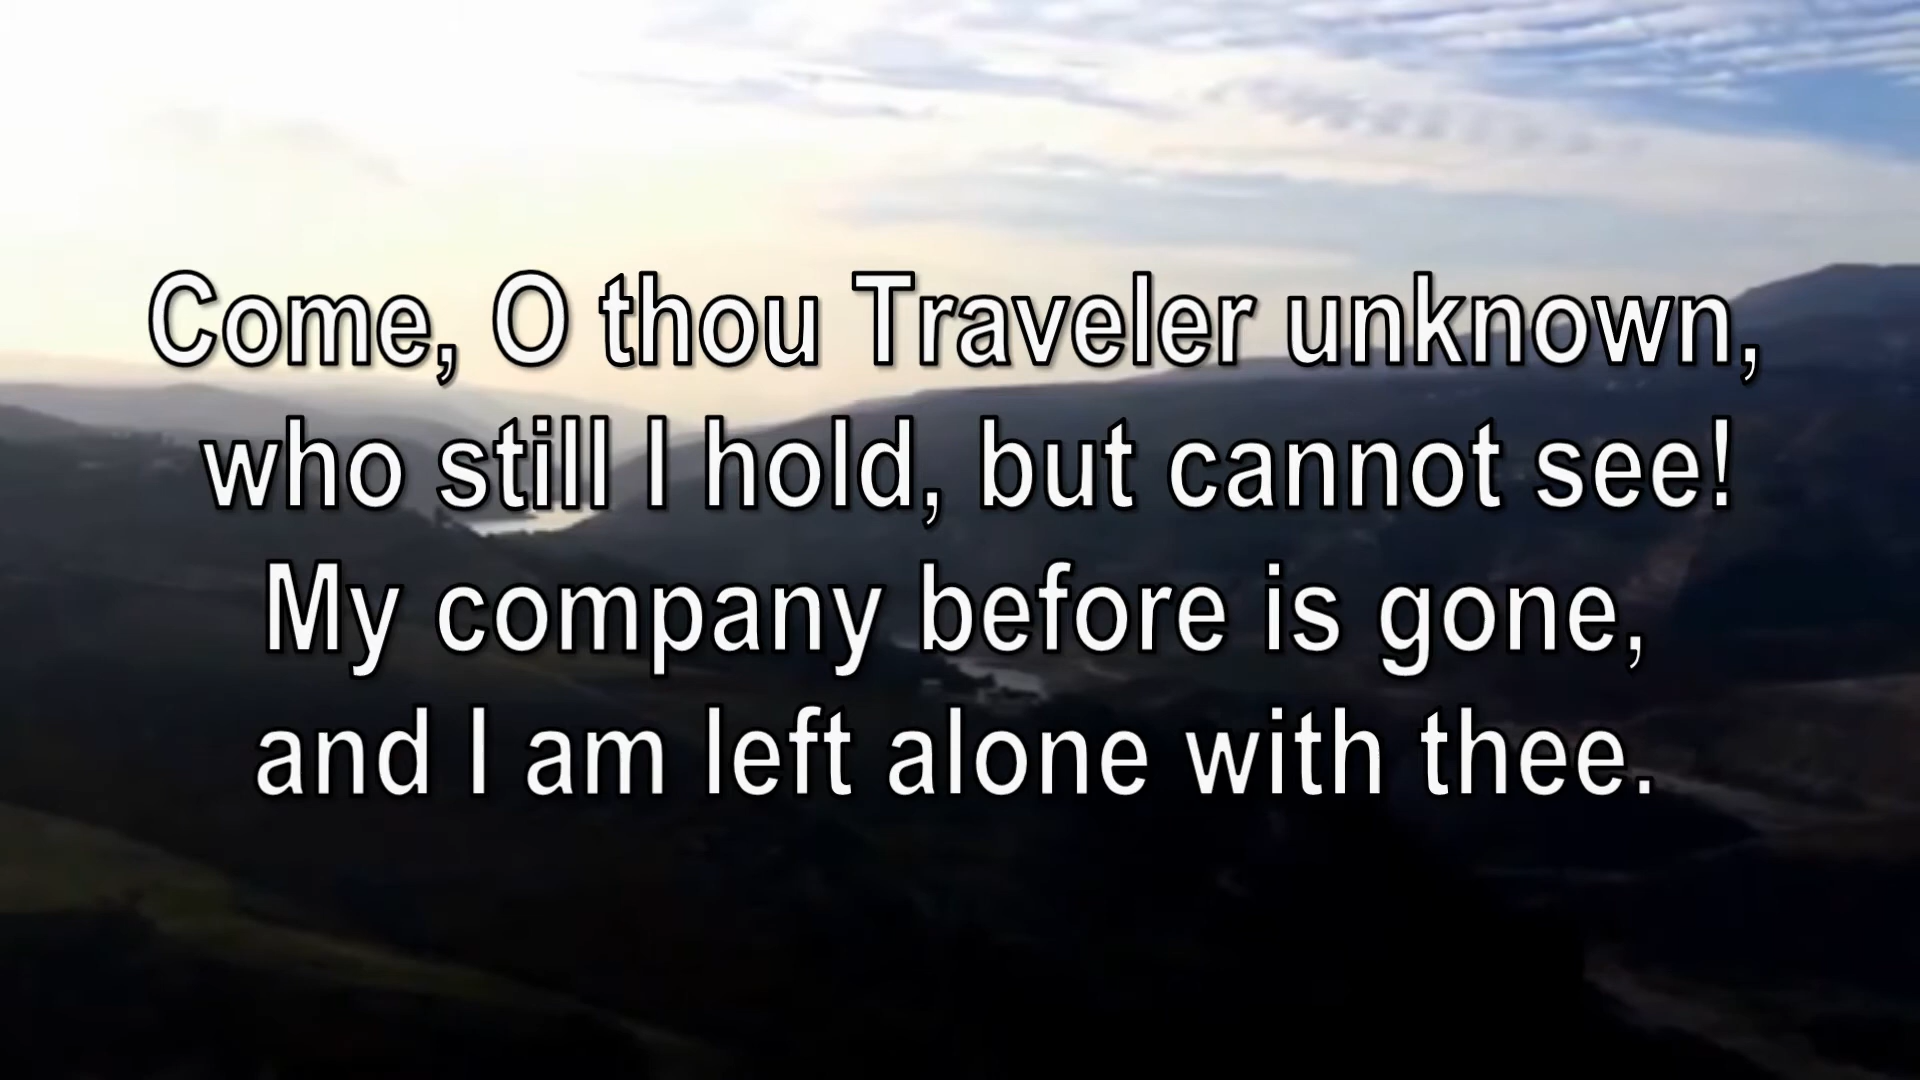 Come, O thou Traveler unknown,
who still I hold, but cannot see!
My company before is gone,
and I am left alone with thee.